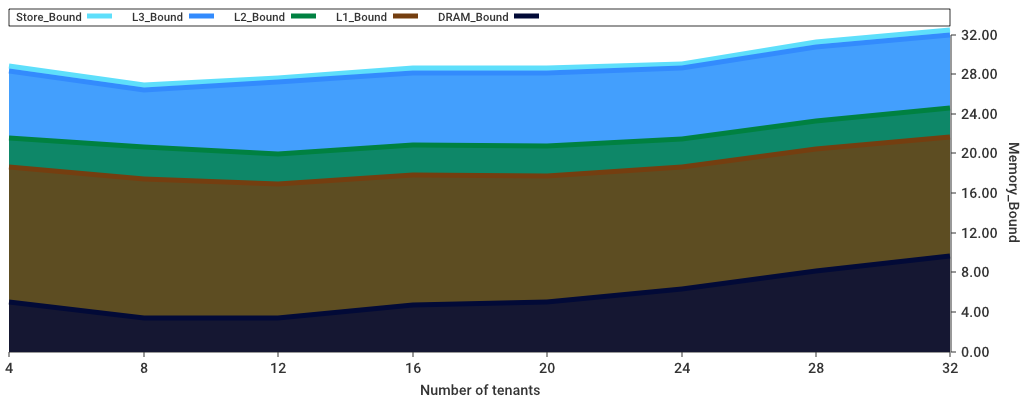 Store_Bound L3_Bound L2_Bound L1_Bound DRAM_Bound
32.00
28.00
24.00
20.00
16.00
12.00
8.00
4.00
0.00
Memory_Bound
4 8 12 16 20 24 28 32
Number of tenants